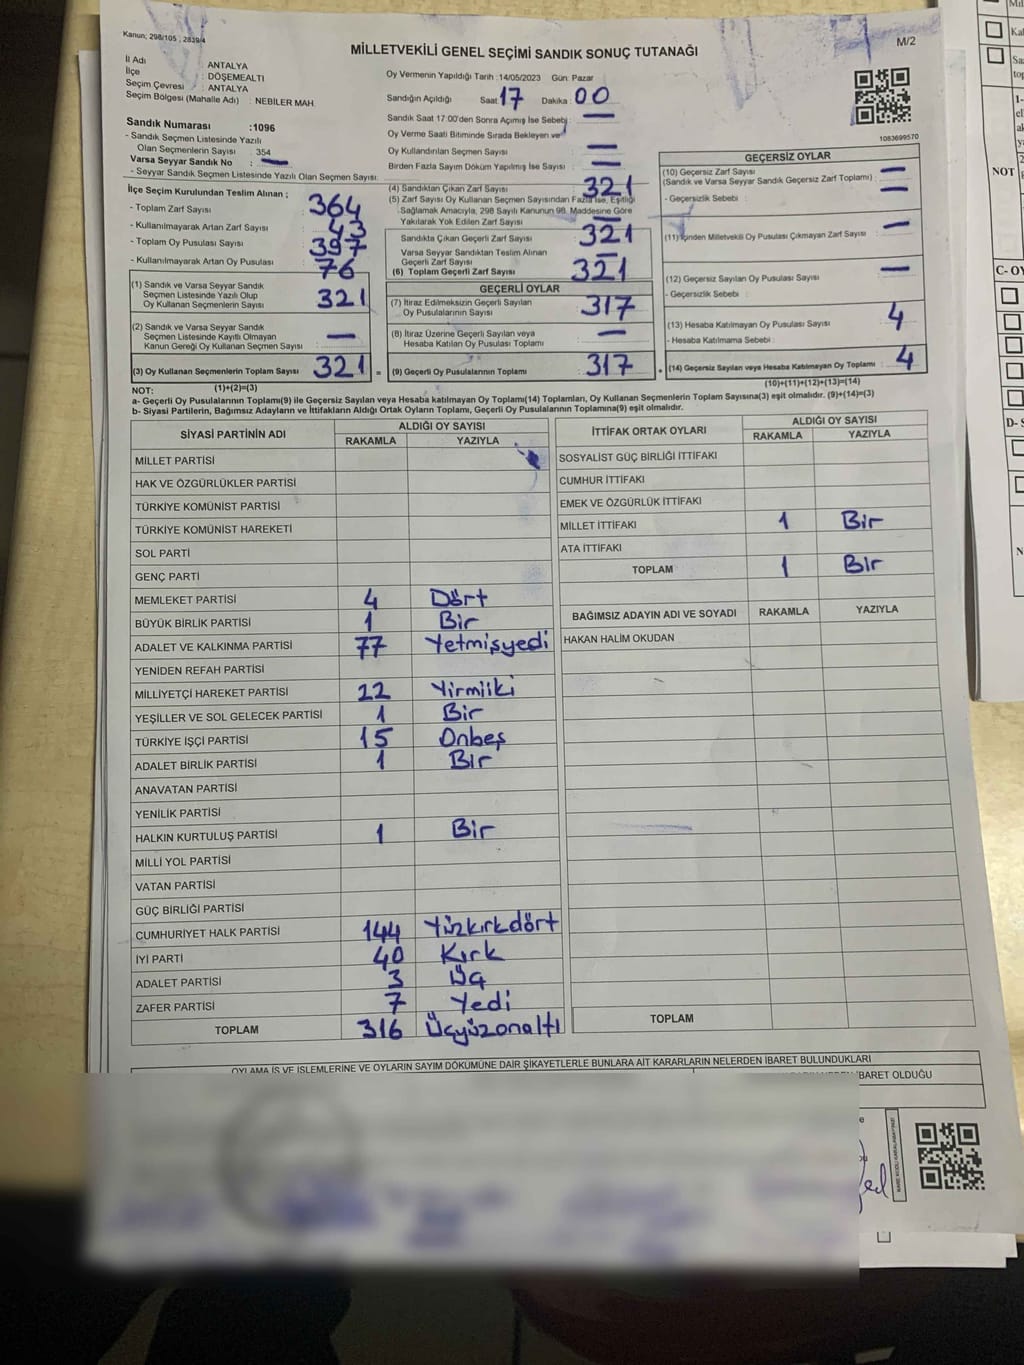 Kanun; 298/105 ; 2839/4
MİLLETVEKİLİ GENEL SEÇİMİ SANDIK SONUÇ TUTANAĞI
M/2
İl Adı : ANTALYA
İlçe : DÖŞEMEALTI
Seçim Çevresi : ANTALYA
Seçim Bölgesi (Mahalle Adı) : NEBİLER MAH.
Sandık Numarası :1096
- Sandık Seçmen Listesinde Yazılı
Olan Seçmenlerin Sayısı : 354
Varsa Seyyar Sandık No : —
- Seyyar Sandık Seçmen Listesinde Yazılı Olan Seçmen Sayısı:
Oy Vermenin Yapıldığı Tarih :14/05/2023 Gün: Pazar
Sandığın Açıldığı Saat: 17 Dakika : 00
Sandık Saat 17:00'den Sonra Açımış İse Sebebi : —
Oy Verme Saati Bitiminde Sırada Bekleyen ve
Oy Kullandırılan Seçmen Sayısı : —
Birden Fazla Sayım Döküm Yapılmış İse Sayısı : —
1083699570
İlçe Seçim Kurulundan Teslim Alınan ;
- Toplam Zarf Sayısı : 364
- Kullanılmayarak Artan Zarf Sayısı : 43
- Toplam Oy Pusulası Sayısı : 397
- Kullanılmayarak Artan Oy Pusulası : 76
(1) Sandık ve Varsa Seyyar Sandık
Seçmen Listesinde Yazılı Olup
Oy Kullanan Seçmenlerin Sayısı : 321
(2) Sandık ve Varsa Seyyar Sandık
Seçmen Listesinde Kayıtlı Olmayan
Kanun Gereği Oy Kullanan Seçmen Sayısı : —
(3) Oy Kullanan Seçmenlerin Toplam Sayısı : 321 =
(4) Sandıktan Çıkan Zarf Sayısı : 321
(5) Zarf Sayısı Oy Kullanan Seçmen Sayısından Fazla İse, Eşitliği
Sağlamak Amacıyla, 298 Sayılı Kanunun 98. Maddesine Göre
Yakılarak Yok Edilen Zarf Sayısı : —
Sandıkta Çıkan Geçerli Zarf Sayısı : 321
Varsa Seyyar Sandıktan Teslim Alınan
Geçerli Zarf Sayısı : —
(6) Toplam Geçerli Zarf Sayısı : 321
GEÇERLİ OYLAR
(7) İtiraz Edilmeksizin Geçerli Sayılan
Oy Pusulalarının Sayısı : 317
(8) İtiraz Üzerine Geçerli Sayılan veya
Hesaba Katılan Oy Pusulası Toplamı : —
(9) Geçerli Oy Pusulalarının Toplamı : 317 +
GEÇERSİZ OYLAR
(10) Geçersiz Zarf Sayısı : —
(Sandık ve Varsa Seyyar Sandık Geçersiz Zarf Toplamı) : —
- Geçersizlik Sebebi :
(11) İçinden Milletvekili Oy Pusulası Çıkmayan Zarf Sayısı : —
(12) Geçersiz Sayılan Oy Pusulası Sayısı : —
- Geçersizlik Sebebi :
(13) Hesaba Katılmayan Oy Pusulası Sayısı : 4
- Hesaba Katılmama Sebebi :
(14) Geçersiz Sayılan veya Hesaba Katılmayan Oy Toplamı : 4
NOT: (1)+(2)=(3) (10)+(11)+(12)+(13)=(14)
a- Geçerli Oy Pusulalarının Toplamı(9) ile Geçersiz Sayılan veya Hesaba katılmayan Oy Toplamı(14) Toplamları, Oy Kullanan Seçmenlerin Toplam Sayısına(3) eşit olmalıdır. (9)+(14)=(3)
b- Siyasi Partilerin, Bağımsız Adayların ve İttifakların Aldığı Ortak Oyların Toplamı, Geçerli Oy Pusulalarının Toplamına(9) eşit olmalıdır.
SİYASİ PARTİNİN ADI ALDIĞI OY SAYISI
RAKAMLA YAZIYLA
MİLLET PARTİSİ
HAK VE ÖZGÜRLÜKLER PARTİSİ
TÜRKİYE KOMÜNİST PARTİSİ
TÜRKİYE KOMÜNİST HAREKETİ
SOL PARTİ
GENÇ PARTİ
MEMLEKET PARTİSİ 4 Dört
BÜYÜK BİRLİK PARTİSİ 1 Bir
ADALET VE KALKINMA PARTİSİ 77 Yetmişyedi
YENİDEN REFAH PARTİSİ
MİLLİYETÇİ HAREKET PARTİSİ 22 Yirmiiki
YEŞİLLER VE SOL GELECEK PARTİSİ 1 Bir
TÜRKİYE İŞÇİ PARTİSİ 15 Onbeş
ADALET BİRLİK PARTİSİ 1 Bir
ANAVATAN PARTİSİ
YENİLİK PARTİSİ
HALKIN KURTULUŞ PARTİSİ 1 Bir
MİLLİ YOL PARTİSİ
VATAN PARTİSİ
GÜÇ BİRLİĞİ PARTİSİ
CUMHURİYET HALK PARTİSİ 144 Yüzkırkdört
İYİ PARTİ 40 Kırk
ADALET PARTİSİ 3 Üç
ZAFER PARTİSİ 7 Yedi
TOPLAM 316 Üçyüzonaltı
İTTİFAK ORTAK OYLARI ALDIĞI OY SAYISI
RAKAMLA YAZIYLA
SOSYALİST GÜÇ BİRLİĞİ İTTİFAKI
CUMHUR İTTİFAKI
EMEK VE ÖZGÜRLÜK İTTİFAKI
MİLLET İTTİFAKI 1 Bir
ATA İTTİFAKI
TOPLAM 1 Bir
BAĞIMSIZ ADAYIN ADI VE SOYADI RAKAMLA YAZIYLA
HAKAN HALİM OKUDAN
TOPLAM
OYLAMA İŞ VE İŞLEMLERİNE VE OYLARIN SAYIM DÖKÜMÜNE DAİR ŞİKAYETLERLE BUNLARA AİT KARARLARIN NELERDEN İBARET BULUNDUKLARI
İBARET OLDUĞU
NOT
C- OY